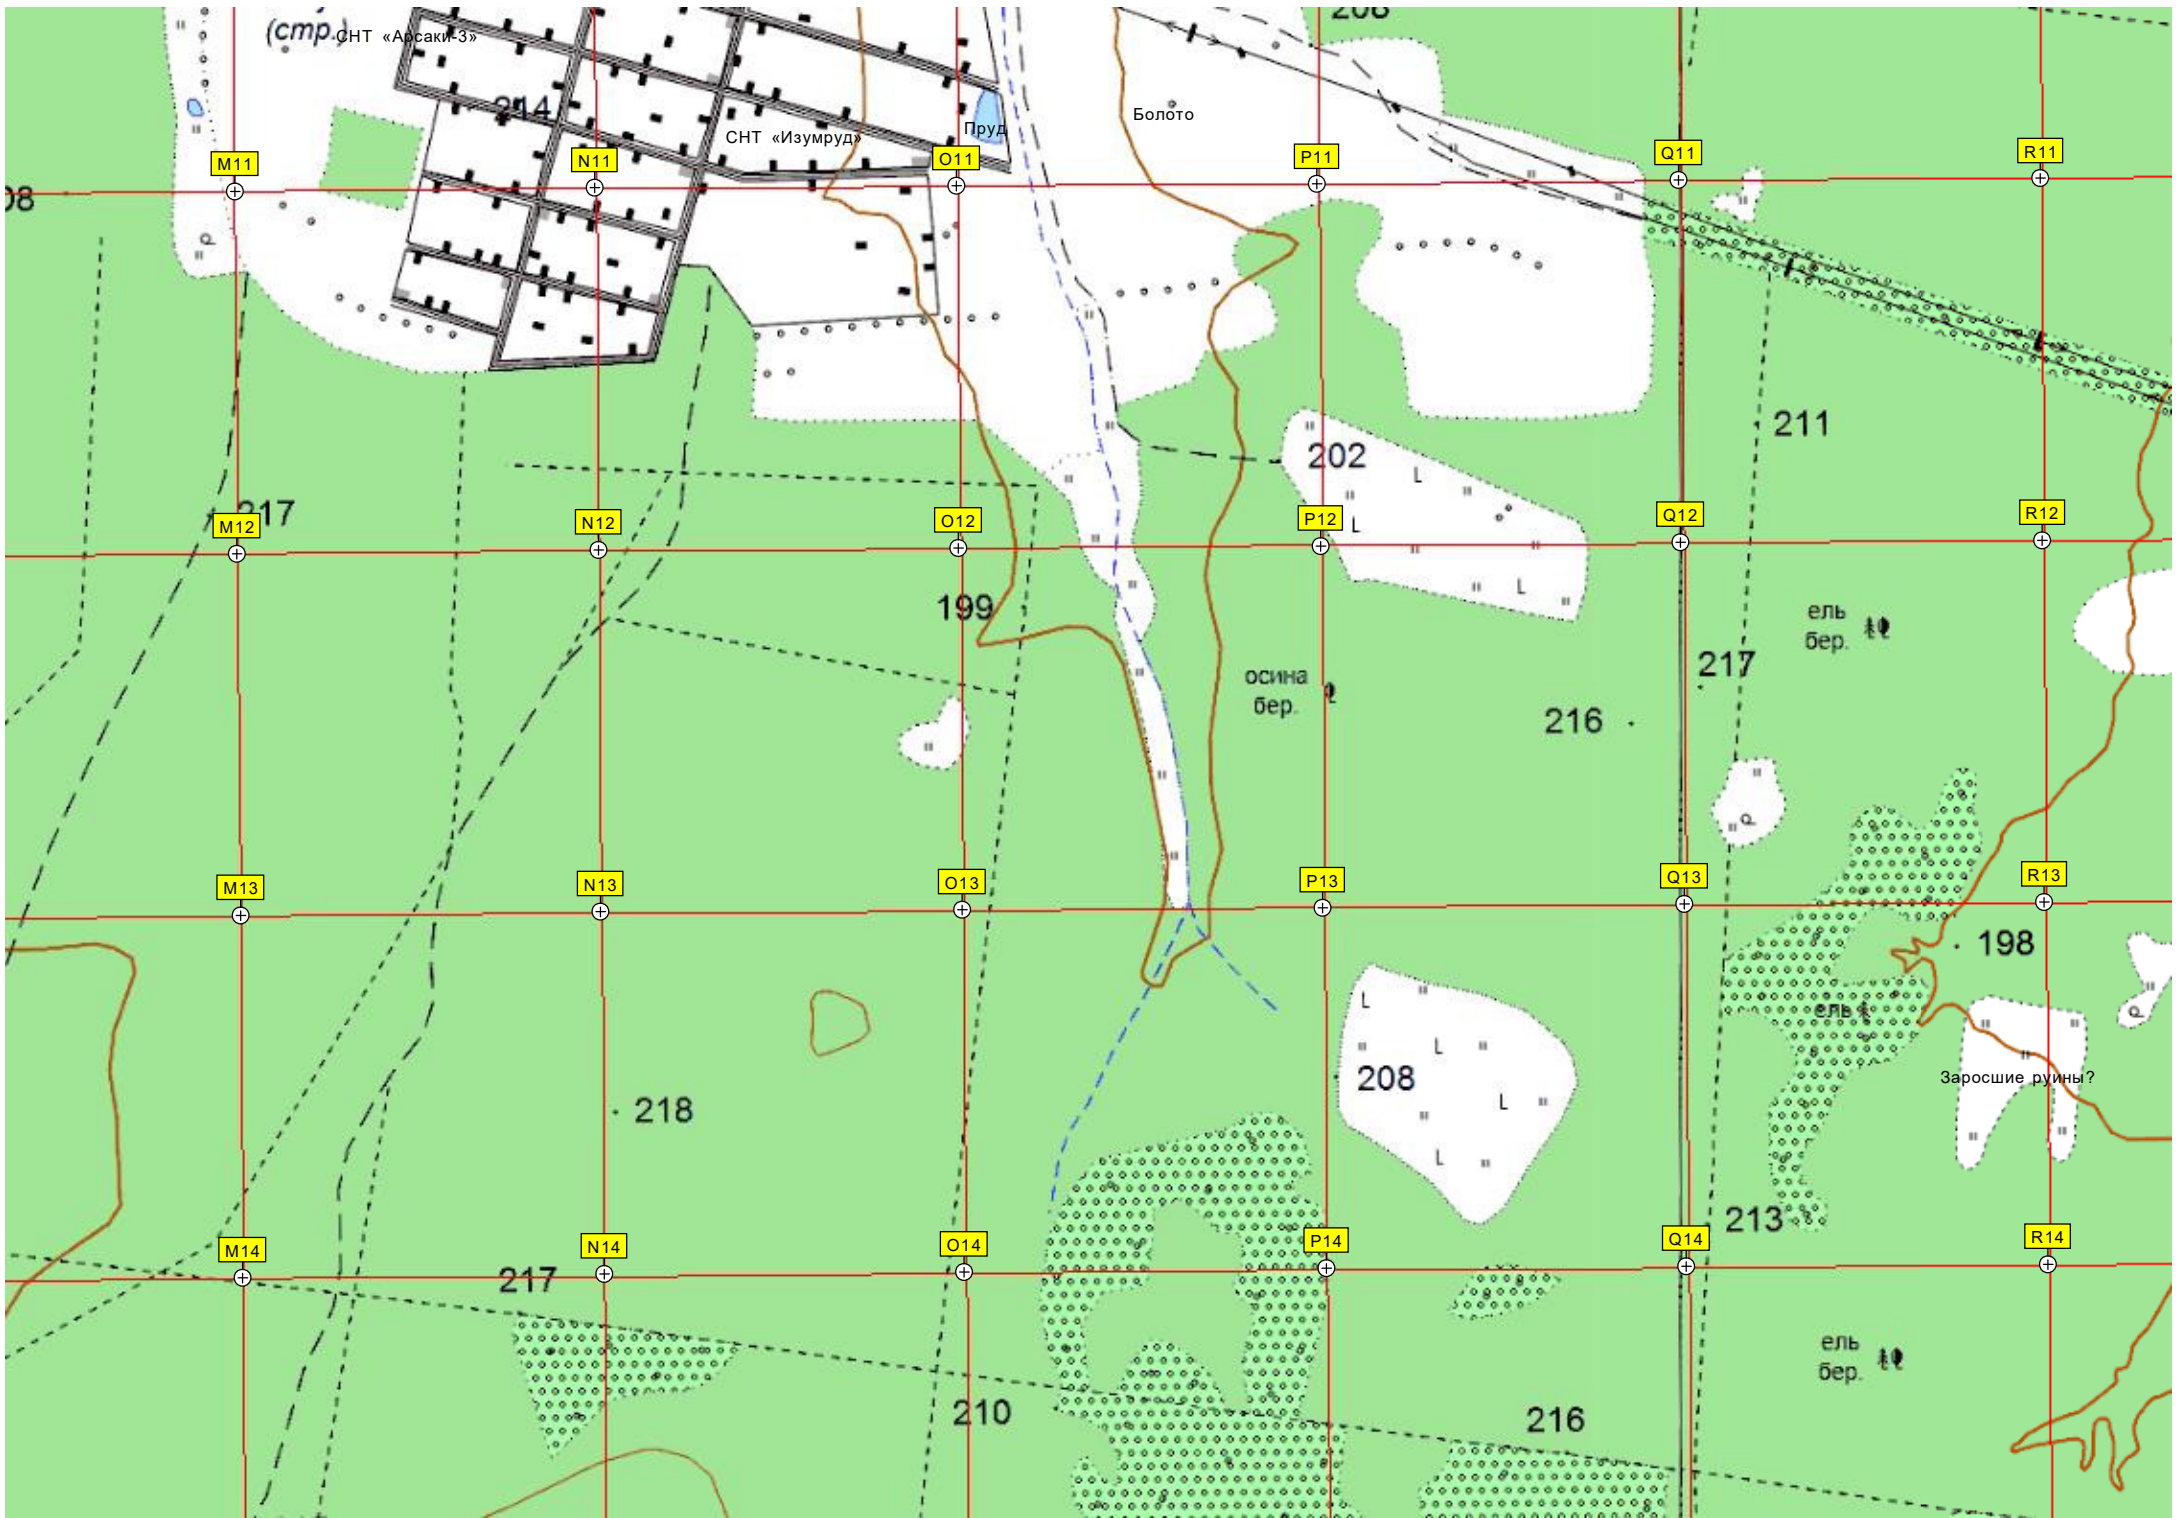 208
(стр.)
СНТ «Арсаки-3»
214
СНТ «Изумруд»
Пруд
Болото
M11
N11
O11
P11
Q11
R11
211
202
217
M12
N12
O12
P12
Q12
R12
199
ель
бер.
осина
бер.
217
216
M13
N13
O13
P13
Q13
R13
198
ель
208
Заросшие руины?
218
213
M14
N14
O14
P14
Q14
R14
217
ель
бер.
210
216